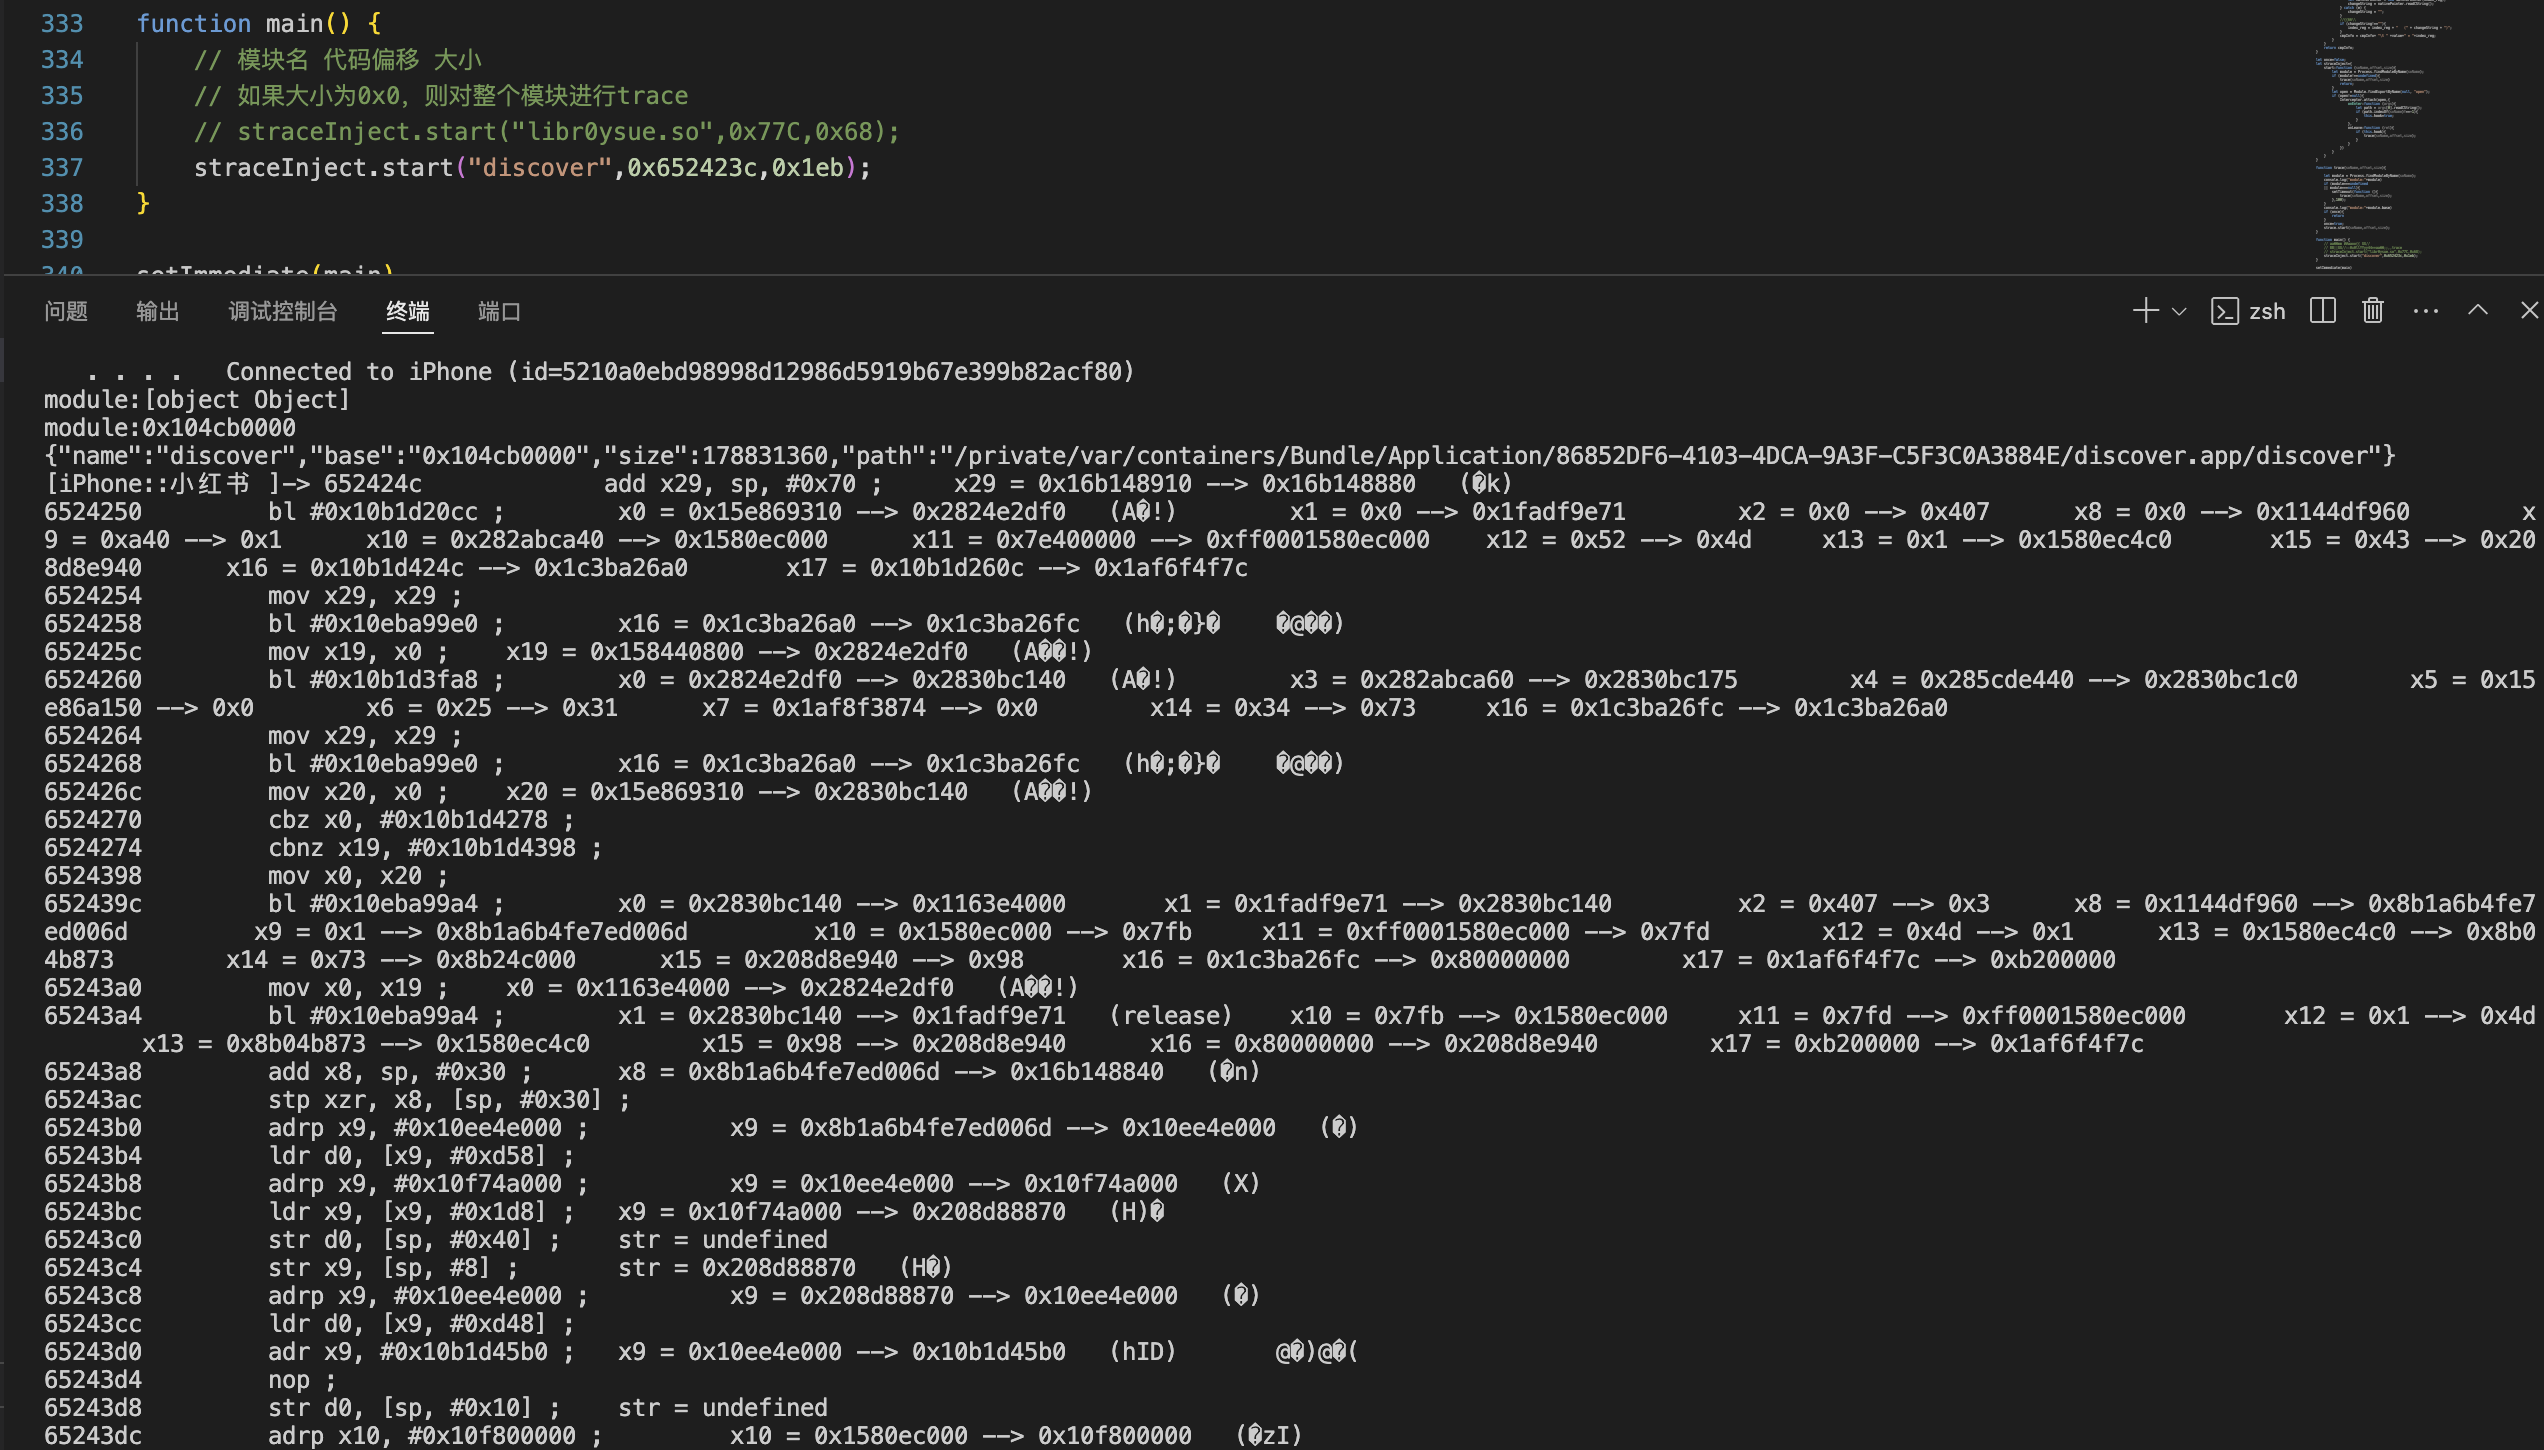 333 function main() {
334 // 模块名 代码偏移 大小
335 // 如果大小为0x0，则对整个模块进行trace
336 // straceInject.start("libr0ysue.so",0x77C,0x68);
337 straceInject.start("discover",0x652423c,0x1eb);
338 }
339
340 setImmediate(main)
问题 输出 调试控制台 终端 端口 zsh
. . . . Connected to iPhone (id=5210a0ebd98998d12986d5919b67e399b82acf80)
module:[object Object]
module:0x104cb0000
{"name":"discover","base":"0x104cb0000","size":178831360,"path":"/private/var/containers/Bundle/Application/86852DF6-4103-4DCA-9A3F-C5F3C0A3884E/discover.app/discover"}
[iPhone::小红书 ]-> 652424c add x29, sp, #0x70 ; x29 = 0x16b148910 --> 0x16b148880 (�k)
6524250 bl #0x10b1d20cc ; x0 = 0x15e869310 --> 0x2824e2df0 (A�!) x1 = 0x0 --> 0x1fadf9e71 x2 = 0x0 --> 0x407 x8 = 0x0 --> 0x1144df960 x
9 = 0xa40 --> 0x1 x10 = 0x282abca40 --> 0x1580ec000 x11 = 0x7e400000 --> 0xff0001580ec000 x12 = 0x52 --> 0x4d x13 = 0x1 --> 0x1580ec4c0 x15 = 0x43 --> 0x20
8d8e940 x16 = 0x10b1d424c --> 0x1c3ba26a0 x17 = 0x10b1d260c --> 0x1af6f4f7c
6524254 mov x29, x29 ;
6524258 bl #0x10eba99e0 ; x16 = 0x1c3ba26a0 --> 0x1c3ba26fc (h�;�}� �@��)
652425c mov x19, x0 ; x19 = 0x158440800 --> 0x2824e2df0 (A��!)
6524260 bl #0x10b1d3fa8 ; x0 = 0x2824e2df0 --> 0x2830bc140 (A�!) x3 = 0x282abca60 --> 0x2830bc175 x4 = 0x285cde440 --> 0x2830bc1c0 x5 = 0x15
e86a150 --> 0x0 x6 = 0x25 --> 0x31 x7 = 0x1af8f3874 --> 0x0 x14 = 0x34 --> 0x73 x16 = 0x1c3ba26fc --> 0x1c3ba26a0
6524264 mov x29, x29 ;
6524268 bl #0x10eba99e0 ; x16 = 0x1c3ba26a0 --> 0x1c3ba26fc (h�;�}� �@��)
652426c mov x20, x0 ; x20 = 0x15e869310 --> 0x2830bc140 (A��!)
6524270 cbz x0, #0x10b1d4278 ;
6524274 cbnz x19, #0x10b1d4398 ;
6524398 mov x0, x20 ;
652439c bl #0x10eba99a4 ; x0 = 0x2830bc140 --> 0x1163e4000 x1 = 0x1fadf9e71 --> 0x2830bc140 x2 = 0x407 --> 0x3 x8 = 0x1144df960 --> 0x8b1a6b4fe7
ed006d x9 = 0x1 --> 0x8b1a6b4fe7ed006d x10 = 0x1580ec000 --> 0x7fb x11 = 0xff0001580ec000 --> 0x7fd x12 = 0x4d --> 0x1 x13 = 0x1580ec4c0 --> 0x8b0
4b873 x14 = 0x73 --> 0x8b24c000 x15 = 0x208d8e940 --> 0x98 x16 = 0x1c3ba26fc --> 0x80000000 x17 = 0x1af6f4f7c --> 0xb200000
65243a0 mov x0, x19 ; x0 = 0x1163e4000 --> 0x2824e2df0 (A��!)
65243a4 bl #0x10eba99a4 ; x1 = 0x2830bc140 --> 0x1fadf9e71 (release) x10 = 0x7fb --> 0x1580ec000 x11 = 0x7fd --> 0xff0001580ec000 x12 = 0x1 --> 0x4d
x13 = 0x8b04b873 --> 0x1580ec4c0 x15 = 0x98 --> 0x208d8e940 x16 = 0x80000000 --> 0x208d8e940 x17 = 0xb200000 --> 0x1af6f4f7c
65243a8 add x8, sp, #0x30 ; x8 = 0x8b1a6b4fe7ed006d --> 0x16b148840 (�n)
65243ac stp xzr, x8, [sp, #0x30] ;
65243b0 adrp x9, #0x10ee4e000 ; x9 = 0x8b1a6b4fe7ed006d --> 0x10ee4e000 (�)
65243b4 ldr d0, [x9, #0xd58] ;
65243b8 adrp x9, #0x10f74a000 ; x9 = 0x10ee4e000 --> 0x10f74a000 (X)
65243bc ldr x9, [x9, #0x1d8] ; x9 = 0x10f74a000 --> 0x208d88870 (H)�
65243c0 str d0, [sp, #0x40] ; str = undefined
65243c4 str x9, [sp, #8] ; str = 0x208d88870 (H�)
65243c8 adrp x9, #0x10ee4e000 ; x9 = 0x208d88870 --> 0x10ee4e000 (�)
65243cc ldr d0, [x9, #0xd48] ;
65243d0 adr x9, #0x10b1d45b0 ; x9 = 0x10ee4e000 --> 0x10b1d45b0 (hID) @�)@�(
65243d4 nop ;
65243d8 str d0, [sp, #0x10] ; str = undefined
65243dc adrp x10, #0x10f800000 ; x10 = 0x1580ec000 --> 0x10f800000 (�zI)